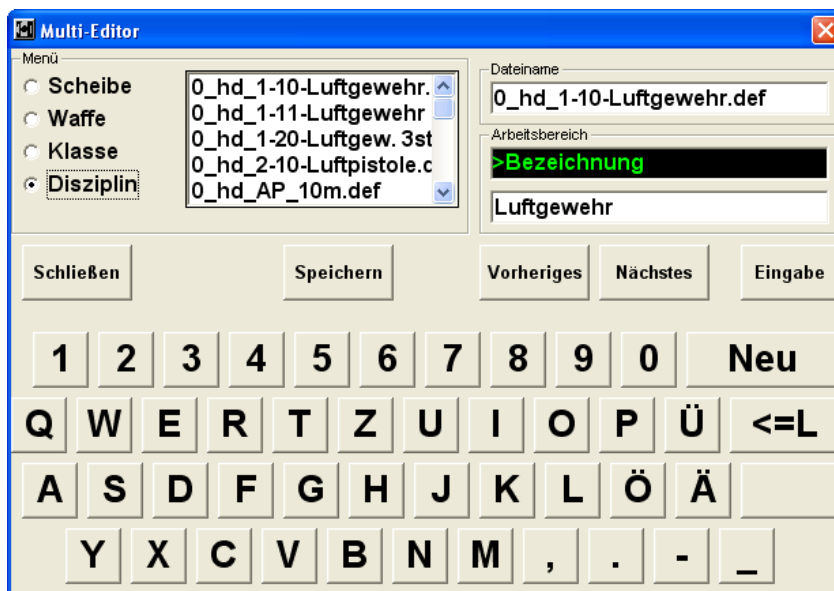 Multi-Editor
Menü
Scheibe
Waffe
Klasse
Disziplin
0_hd_1-10-Luftgewehr.
0_hd_1-11-Luftgewehr
0_hd_1-20-Luftgew. 3st
0_hd_2-10-Luftpistole.d
0_hd_AP_10m.def
Dateiname
0_hd_1-10-Luftgewehr.def
Arbeitsbereich
>Bezeichnung
Luftgewehr
Schließen Speichern Vorheriges Nächstes Eingabe
1 2 3 4 5 6 7 8 9 0 Neu
Q W E R T Z U I O P Ü <=L
A S D F G H J K L Ö Ä
Y X C V B N M , . - _